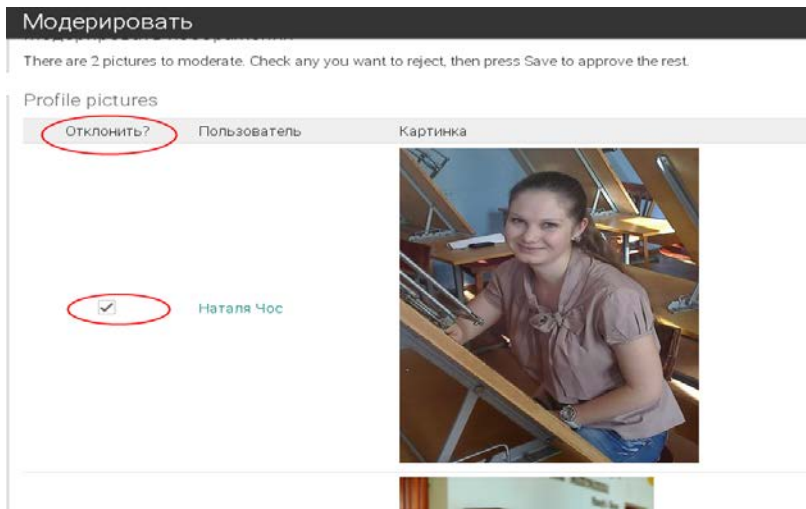 Модерировать
There are 2 pictures to moderate. Check any you want to reject, then press Save to approve the rest.
Profile pictures
Отклонить? Пользователь Картинка
Наталя Чос